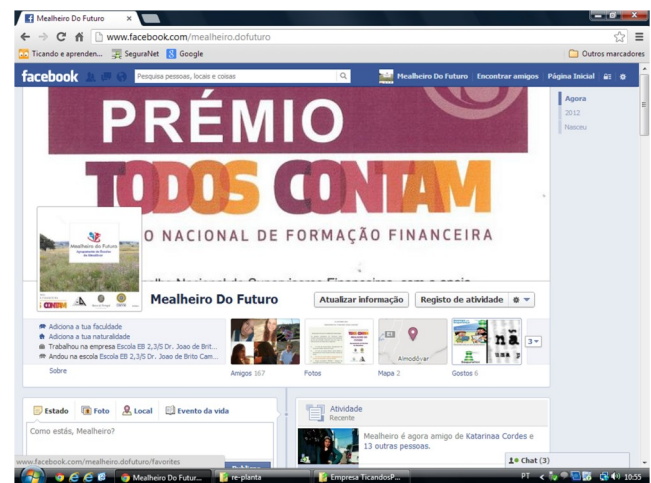 Mealheiro Do Futuro
www.facebook.com/mealheiro.dofuturo
Ticando e aprenden... SeguraNet Google Outros marcadores
facebook Pesquisa pessoas, locais e coisas Mealheiro Do Futuro Encontrar amigos Página Inicial
Agora
2012
Nasceu
PRÉMIO
TODOS CONTAM
O NACIONAL DE FORMAÇÃO FINANCEIRA
Mealheiro do Futuro
Mealheiro Do Futuro Atualizar informação Registo de atividade
Adiciona a tua faculdade
Adiciona a tua naturalidade
Trabalhou na empresa Escola EB 2,3/5 Dr. Joao de Brit...
Andou na escola Escola EB 2,3/5 Dr. Joao de Brito Cam...
Sobre
Almodôvar
3
Amigos 167 Fotos Mapa 2 Gostos 6
Estado Foto Local Evento da vida
Como estás, Mealheiro?
Atividade
Recente
Mealheiro é agora amigo de Katarinaa Cordes e
13 outras pessoas.
www.facebook.com/mealheiro.dofuturo/favorites
Chat (3)
Mealheiro Do Futur... re-planta Empresa TicandosP... PT 10:55